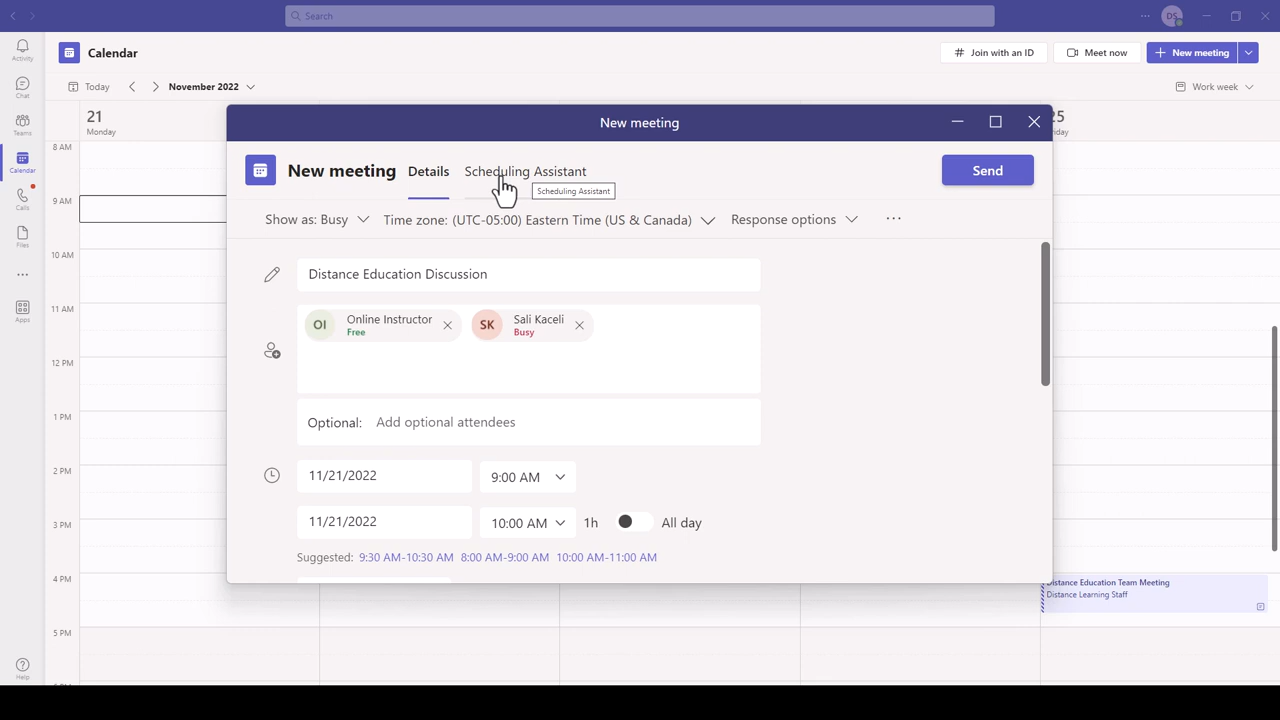 Search
...
DS
Activity
Chat
Teams
Calendar
Calls
Files
...
Apps
Help
Calendar
Join with an ID
Meet now
New meeting
Today
November 2022
Work week
21
Monday
8 AM
9 AM
10 AM
11 AM
12 PM
1 PM
2 PM
3 PM
4 PM
5 PM
New meeting
New meeting
Details
Scheduling Assistant
Scheduling Assistant
Send
Show as: Busy
Time zone: (UTC-05:00) Eastern Time (US & Canada)
Response options
...
Distance Education Discussion
OI
Online Instructor
Free
SK
Sali Kaceli
Busy
Optional: Add optional attendees
11/21/2022
9:00 AM
11/21/2022
10:00 AM
1h
All day
Suggested: 9:30 AM-10:30 AM 8:00 AM-9:00 AM 10:00 AM-11:00 AM
Distance Education Team Meeting
Distance Learning Staff